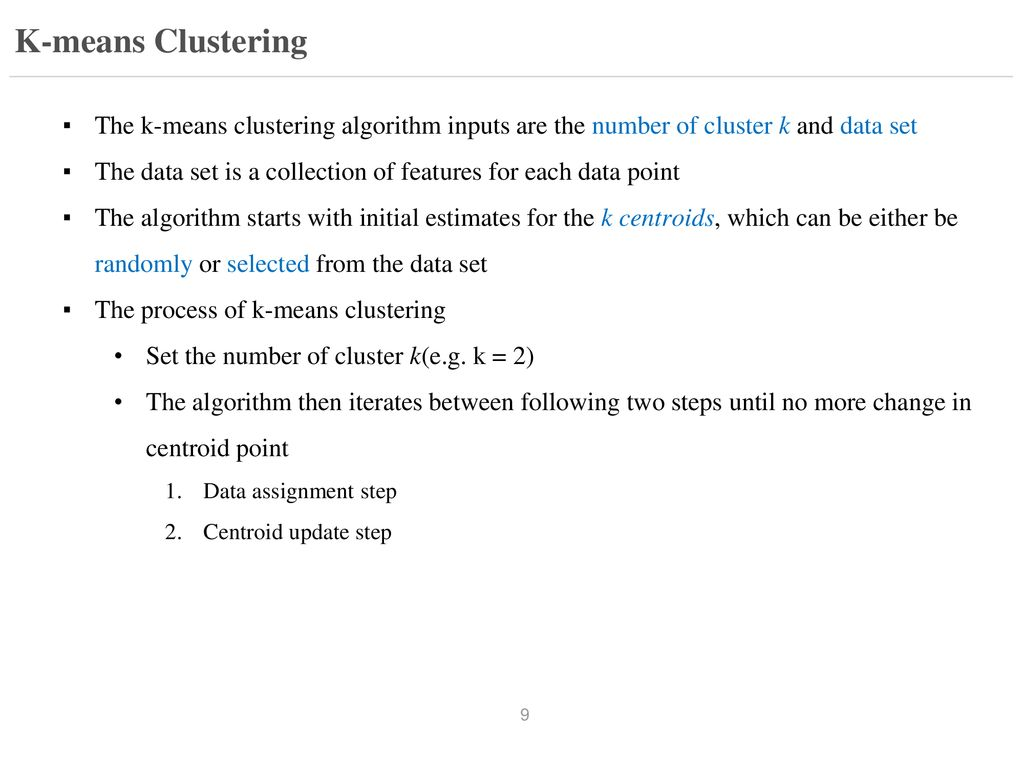 K-means Clustering
▪ The k-means clustering algorithm inputs are the number of cluster k and data set
▪ The data set is a collection of features for each data point
▪ The algorithm starts with initial estimates for the k centroids, which can be either be
randomly or selected from the data set
▪ The process of k-means clustering
• Set the number of cluster k(e.g. k = 2)
• The algorithm then iterates between following two steps until no more change in
centroid point
1. Data assignment step
2. Centroid update step
9